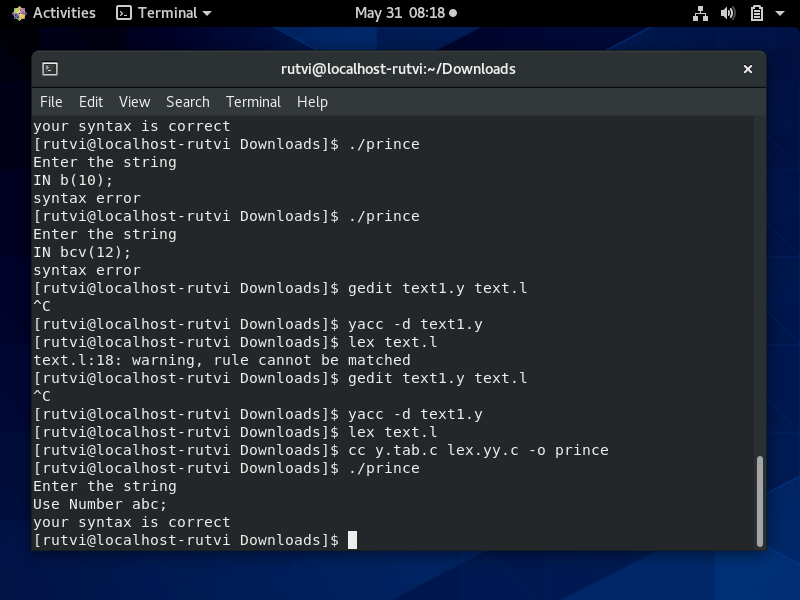 Activities Terminal May 31 08:18
rutvi@localhost-rutvi:~/Downloads
File Edit View Search Terminal Help
your syntax is correct
[rutvi@localhost-rutvi Downloads]$ ./prince
Enter the string
IN b(10);
syntax error
[rutvi@localhost-rutvi Downloads]$ ./prince
Enter the string
IN bcv(12);
syntax error
[rutvi@localhost-rutvi Downloads]$ gedit text1.y text.l
^C
[rutvi@localhost-rutvi Downloads]$ yacc -d text1.y
[rutvi@localhost-rutvi Downloads]$ lex text.l
text.l:18: warning, rule cannot be matched
[rutvi@localhost-rutvi Downloads]$ gedit text1.y text.l
^C
[rutvi@localhost-rutvi Downloads]$ yacc -d text1.y
[rutvi@localhost-rutvi Downloads]$ lex text.l
[rutvi@localhost-rutvi Downloads]$ cc y.tab.c lex.yy.c -o prince
[rutvi@localhost-rutvi Downloads]$ ./prince
Enter the string
Use Number abc;
your syntax is correct
[rutvi@localhost-rutvi Downloads]$